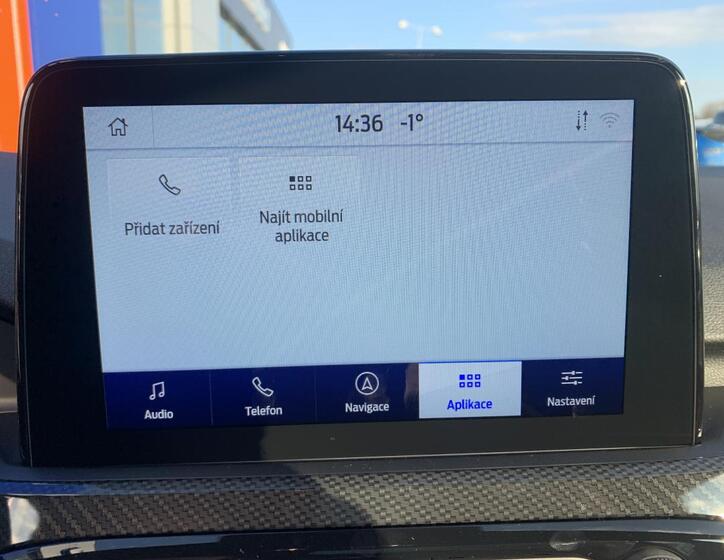 14:36 -1°
Přidat zařízení
Najít mobilní
aplikace
Audio
Telefon
Navigace
Aplikace
Nastavení